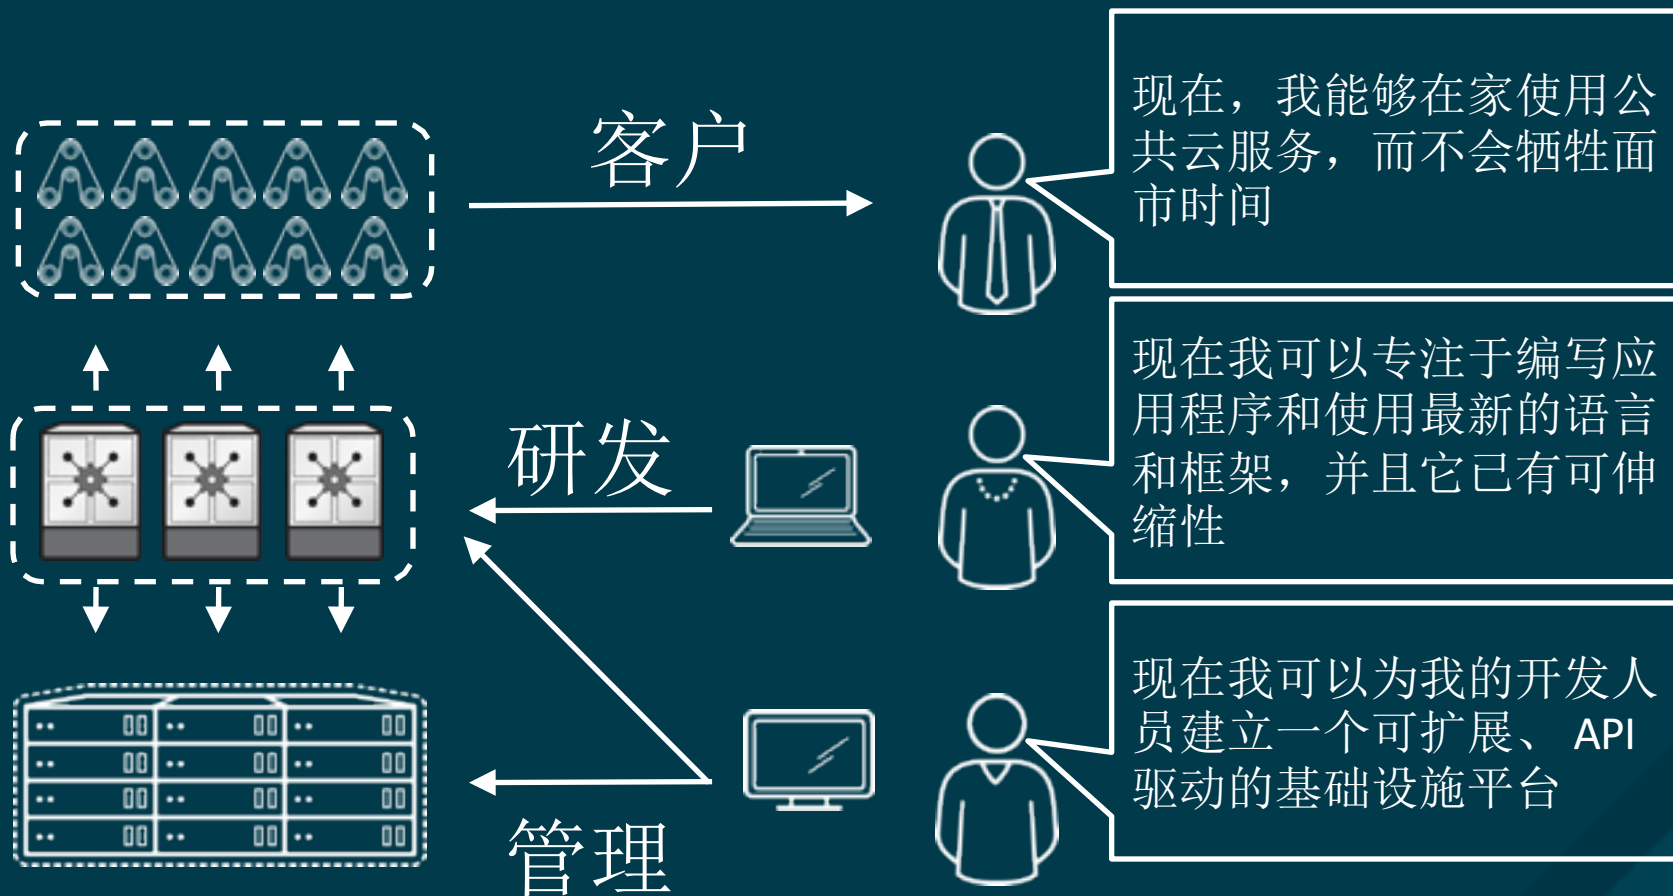 客户
现在，我能够在家使用公
共云服务，而不会牺牲面
市时间
研发
现在我可以专注于编写应
用程序和使用最新的语言
和框架，并且它已有可伸
缩性
管理
现在我可以为我的开发人
员建立一个可扩展、 API
驱动的基础设施平台